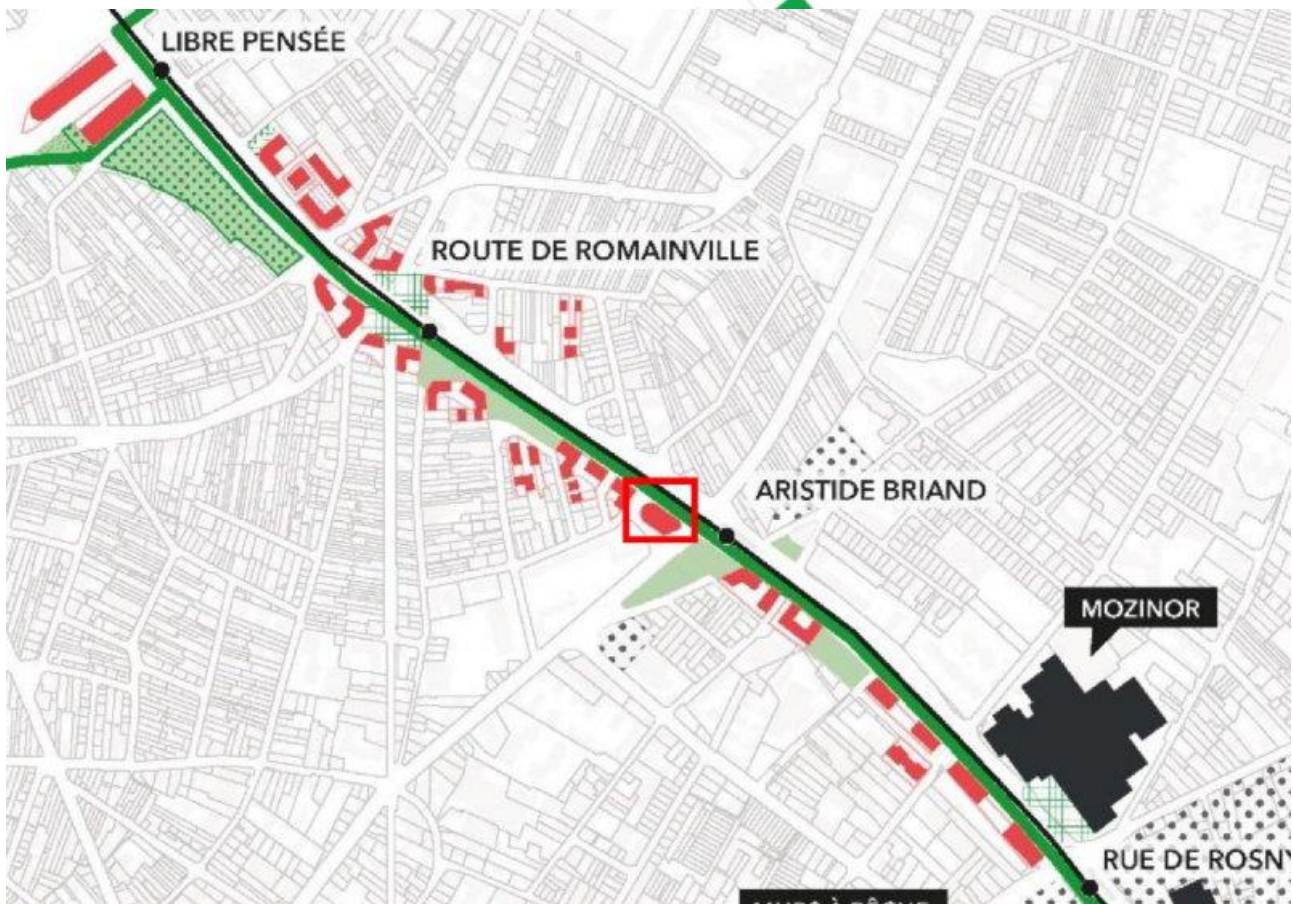 LIBRE PENSÉE
ROUTE DE ROMAINVILLE
ARISTIDE BRIAND
MOZINOR
RUE DE ROSNY